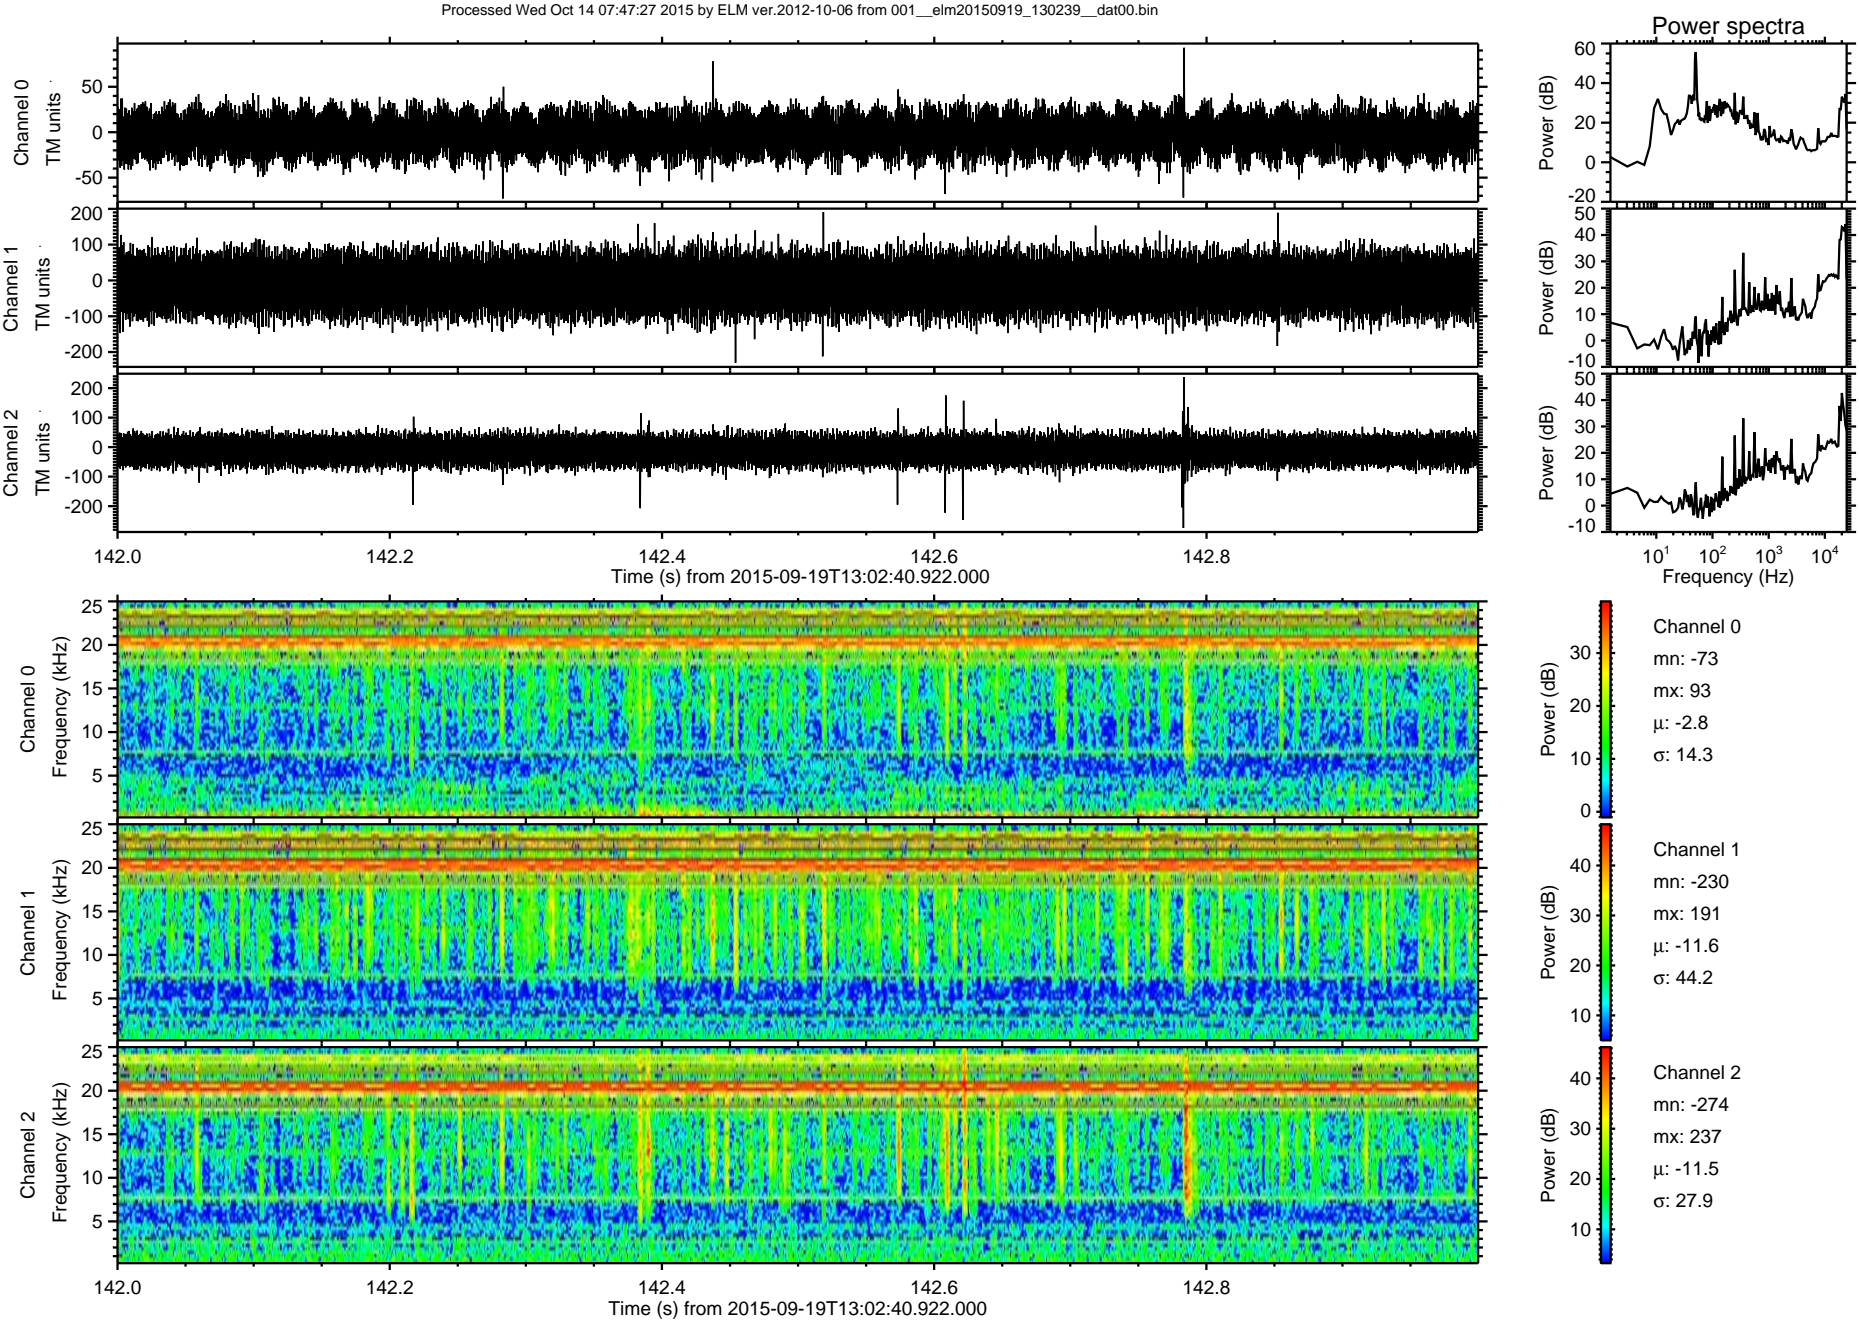 Processed Wed Oct 14 07:47:27 2015 by ELM ver.2012-10-06 from 001__elm20150919_130239__dat00.bin
Power spectra
Channel 0
TM units
50
0
-50
Power (dB)
60
40
20
0
-20
Channel 1
TM units
200
100
0
-100
-200
Power (dB)
50
40
30
20
10
0
-10
Channel 2
TM units
200
100
0
-100
-200
Power (dB)
50
40
30
20
10
0
-10
142.0 142.2 142.4 142.6 142.8
Time (s) from 2015-09-19T13:02:40.922.000
10^1 10^2 10^3 10^4
Frequency (Hz)
Channel 0
Frequency (kHz)
25
20
15
10
5
Power (dB)
30
20
10
0
Channel 0
mn: -73
mx: 93
μ: -2.8
σ: 14.3
Channel 1
Frequency (kHz)
25
20
15
10
5
Power (dB)
40
30
20
10
Channel 1
mn: -230
mx: 191
μ: -11.6
σ: 44.2
Channel 2
Frequency (kHz)
25
20
15
10
5
Power (dB)
40
30
20
10
Channel 2
mn: -274
mx: 237
μ: -11.5
σ: 27.9
142.0 142.2 142.4 142.6 142.8
Time (s) from 2015-09-19T13:02:40.922.000